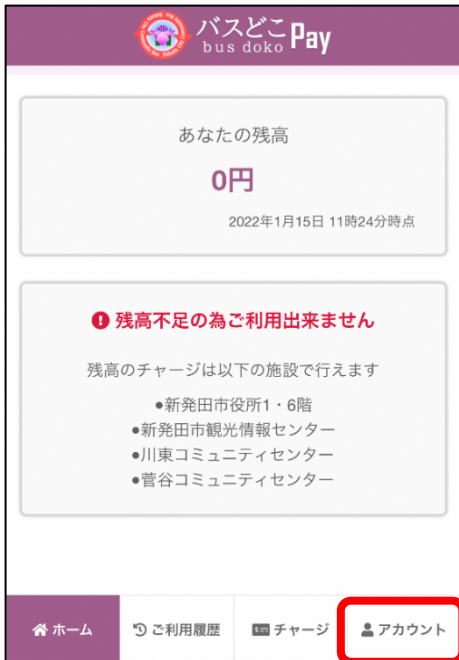 バスどこ Pay
bus doko
あなたの残高
0円
2022年1月15日 11時24分時点
残高不足の為ご利用出来ません
残高のチャージは以下の施設で行えます
●新発田市役所1・6階
●新発田市観光情報センター
●川東コミュニティセンター
●菅谷コミュニティセンター
ホーム ご利用履歴 チャージ アカウント